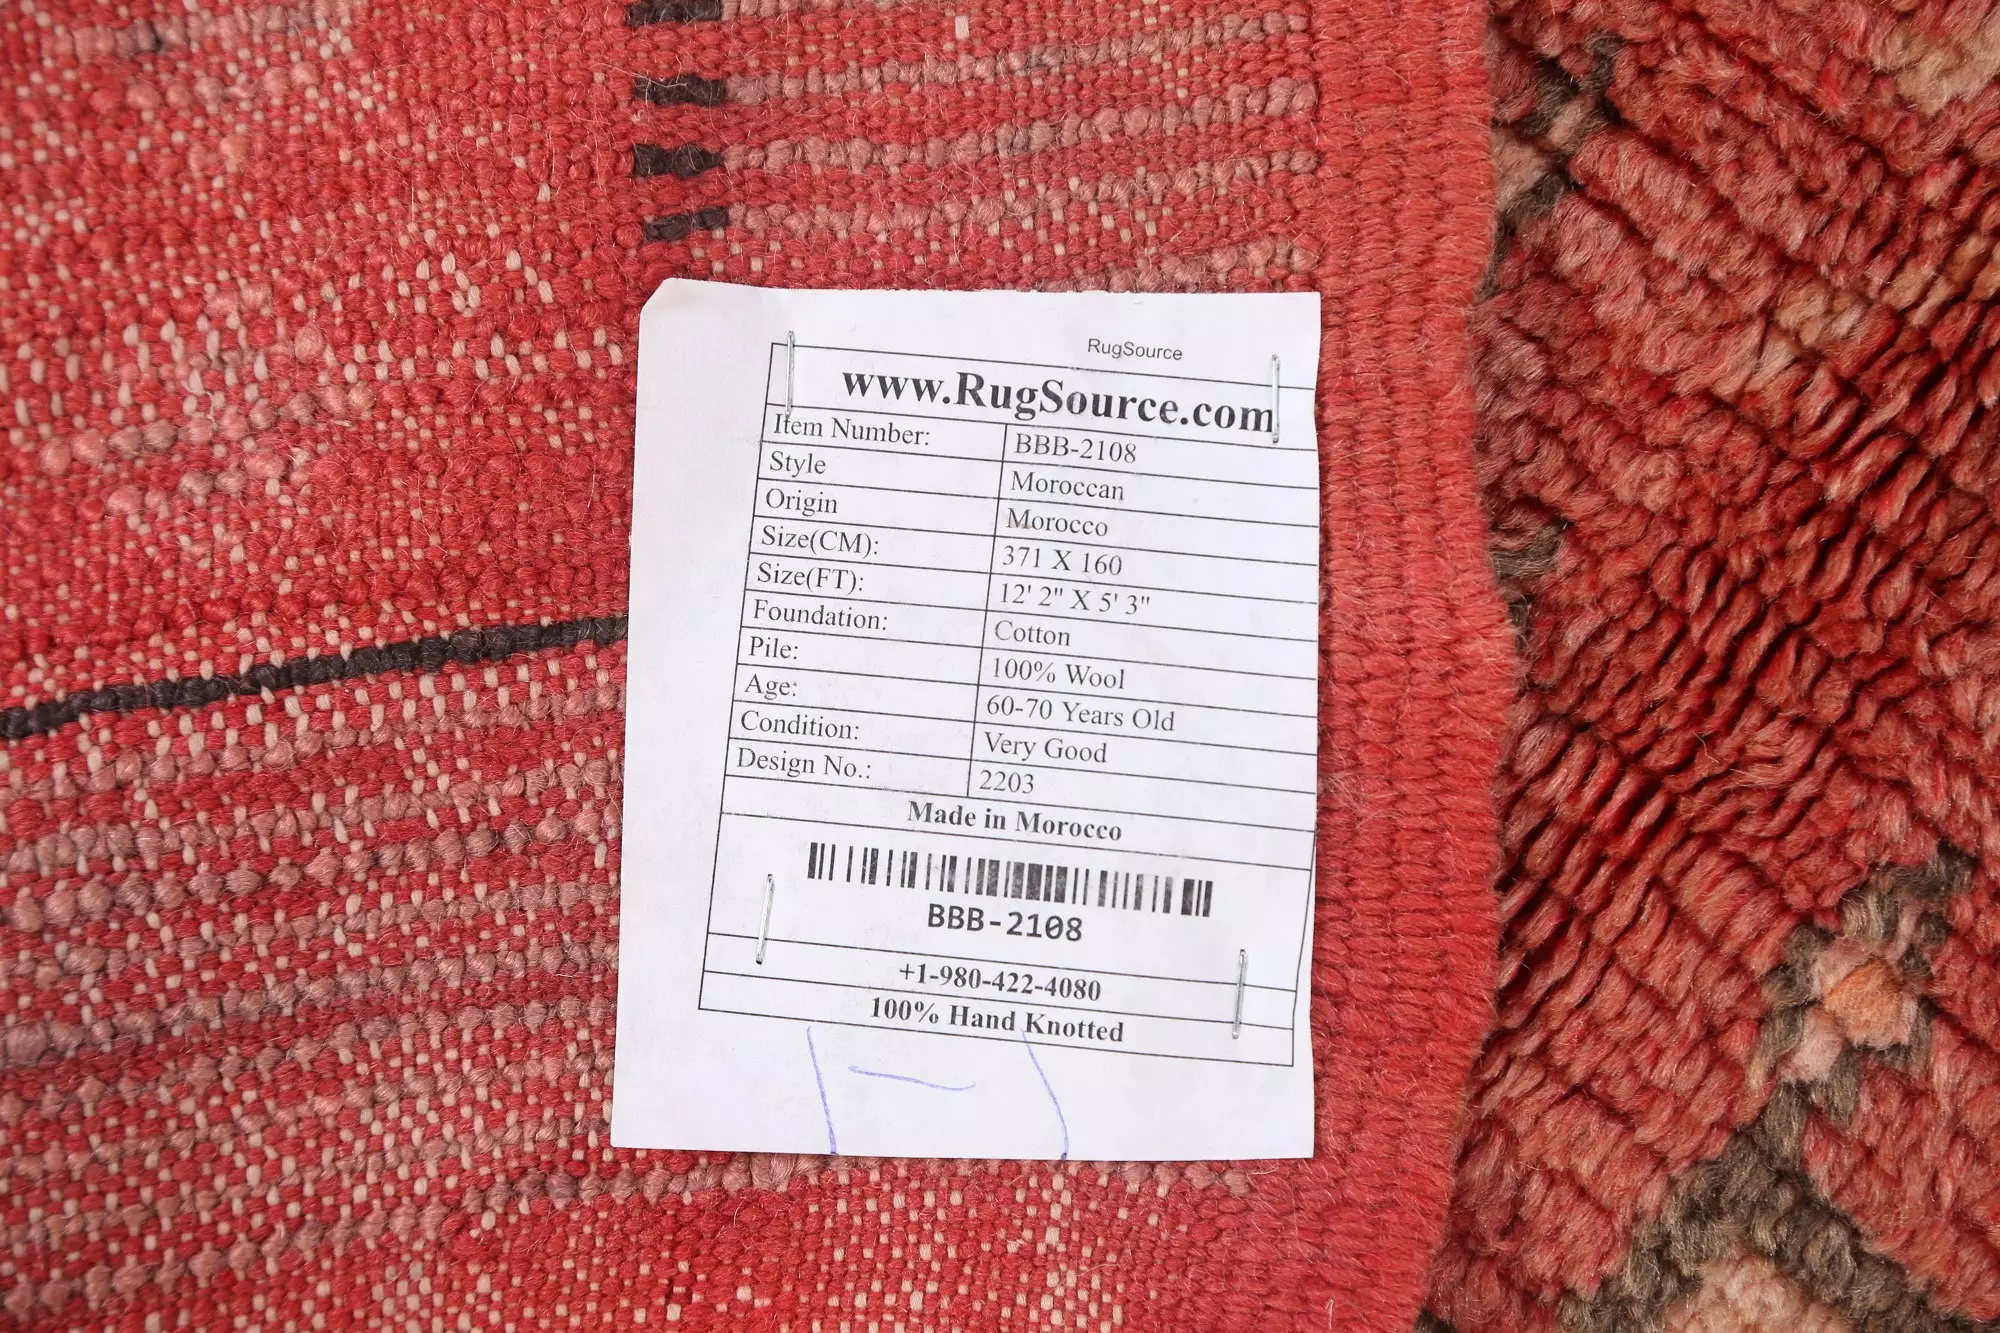 RugSource
www.RugSource.com
Item Number: BBB-2108
Style Moroccan
Origin Morocco
Size(CM): 371 X 160
Size(FT): 12' 2" X 5' 3"
Foundation: Cotton
Pile: 100% Wool
Age: 60-70 Years Old
Condition: Very Good
Design No.: 2203
Made in Morocco
BBB-2108
+1-980-422-4080
100% Hand Knotted
1-1